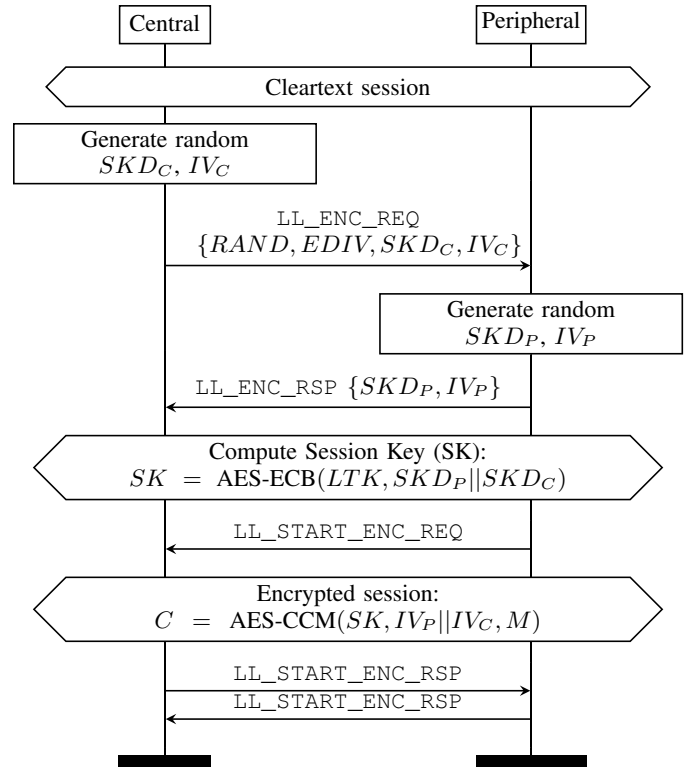 Central
Peripheral
Cleartext session
Generate random
SKD_C, IV_C
LL_ENC_REQ
{RAND, EDIV, SKD_C, IV_C}
Generate random
SKD_P, IV_P
LL_ENC_RSP {SKD_P, IV_P}
Compute Session Key (SK):
SK = AES-ECB(LTK, SKD_P||SKD_C)
LL_START_ENC_REQ
Encrypted session:
C = AES-CCM(SK, IV_P||IV_C, M)
LL_START_ENC_RSP
LL_START_ENC_RSP